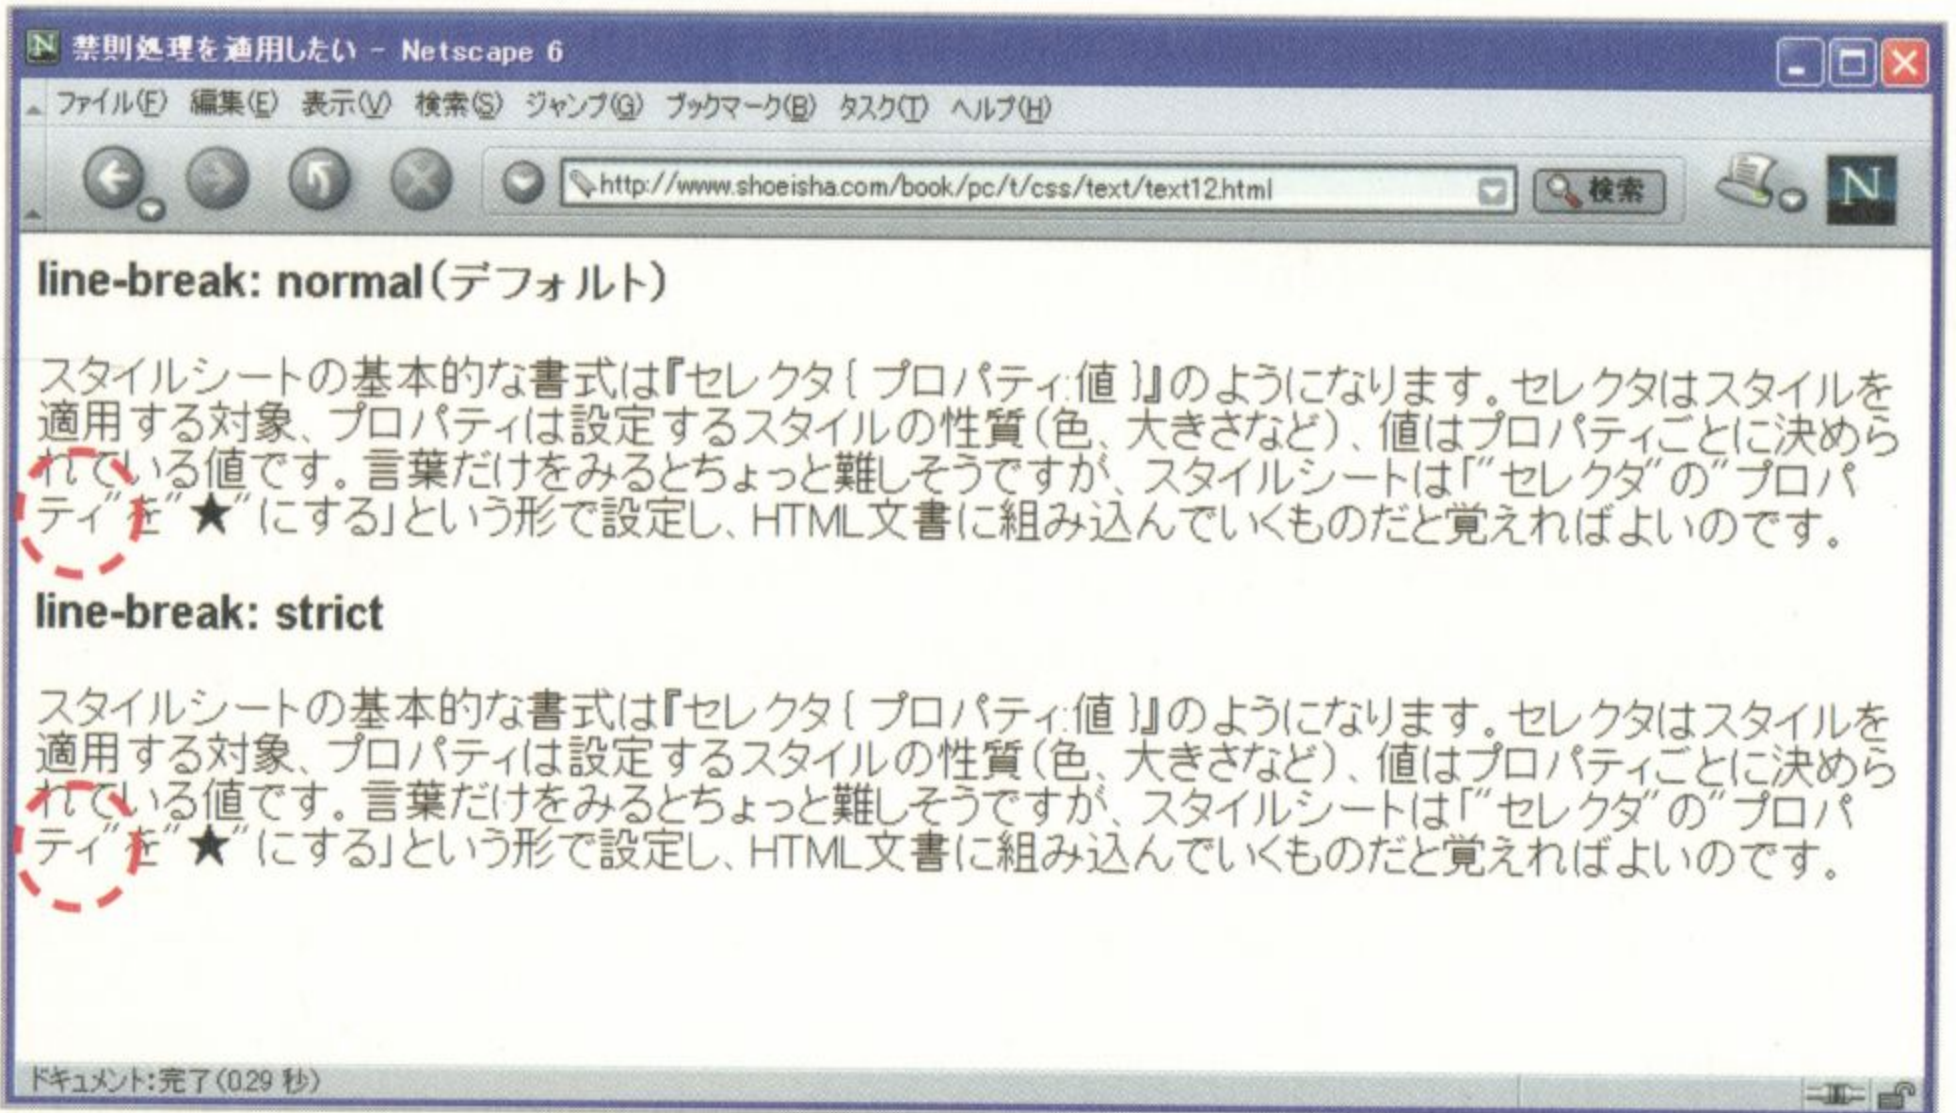 禁則処理を適用したい - Netscape 6
ファイル(F) 編集(E) 表示(V) 検索(S) ジャンプ(G) ブックマーク(B) タスク(T) ヘルプ(H)
http://www.shoeisha.com/book/pc/t/css/text/text12.html 検索 N
line-break: normal(デフォルト)
スタイルシートの基本的な書式は『セレクタ{ プロパティ:値 }』のようになります。セレクタはスタイルを
適用する対象、プロパティは設定するスタイルの性質(色、大きさなど)、値はプロパティごとに決めら
れている値です。言葉だけをみるとちょっと難しそうですが、スタイルシートは「"セレクタ"の"プロパ
ティ"を"★"にする」という形で設定し、HTML文書に組み込んでいくものだと覚えればよいのです。
line-break: strict
スタイルシートの基本的な書式は『セレクタ{ プロパティ:値 }』のようになります。セレクタはスタイルを
適用する対象、プロパティは設定するスタイルの性質(色、大きさなど)、値はプロパティごとに決めら
れている値です。言葉だけをみるとちょっと難しそうですが、スタイルシートは「"セレクタ"の"プロパ
ティ"を"★"にする」という形で設定し、HTML文書に組み込んでいくものだと覚えればよいのです。
ドキュメント:完了(0.29 秒)